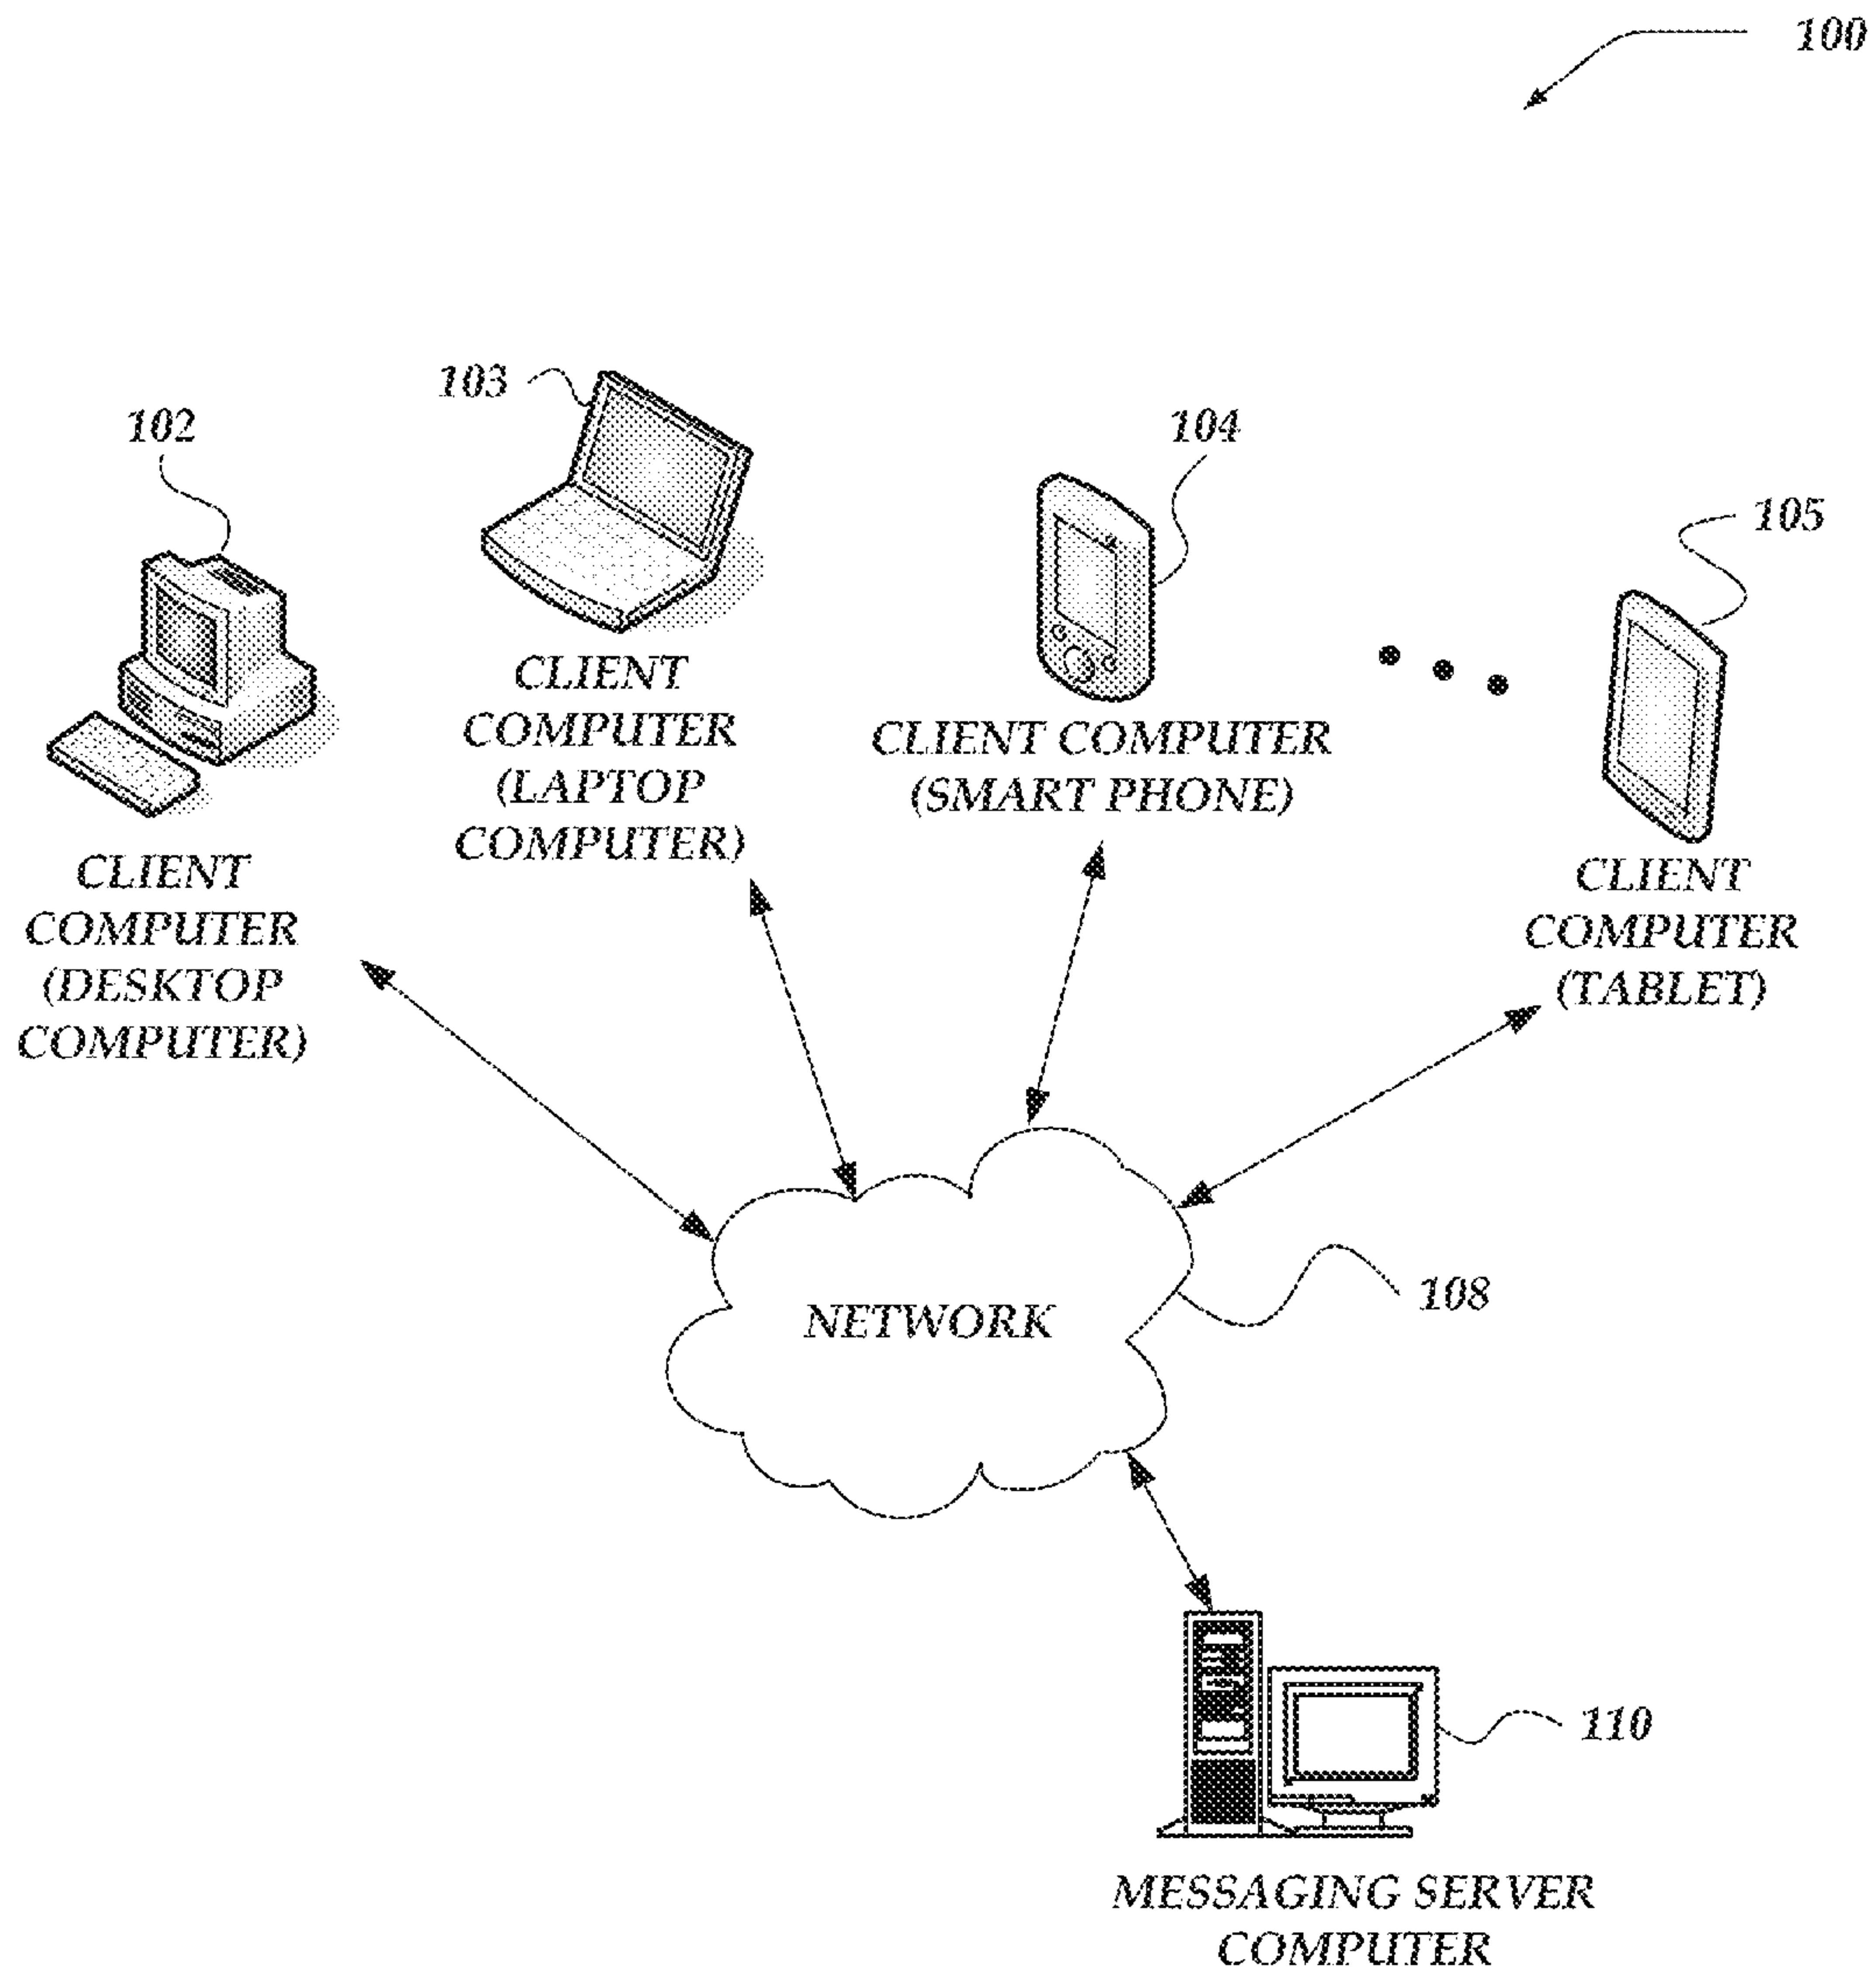 100
103
102
104
105
CLIENT
COMPUTER
(LAPTOP
COMPUTER)
CLIENT COMPUTER
(SMART PHONE)
CLIENT
COMPUTER
(DESKTOP
COMPUTER)
CLIENT
COMPUTER
(TABLET)
NETWORK
108
110
MESSAGING SERVER
COMPUTER